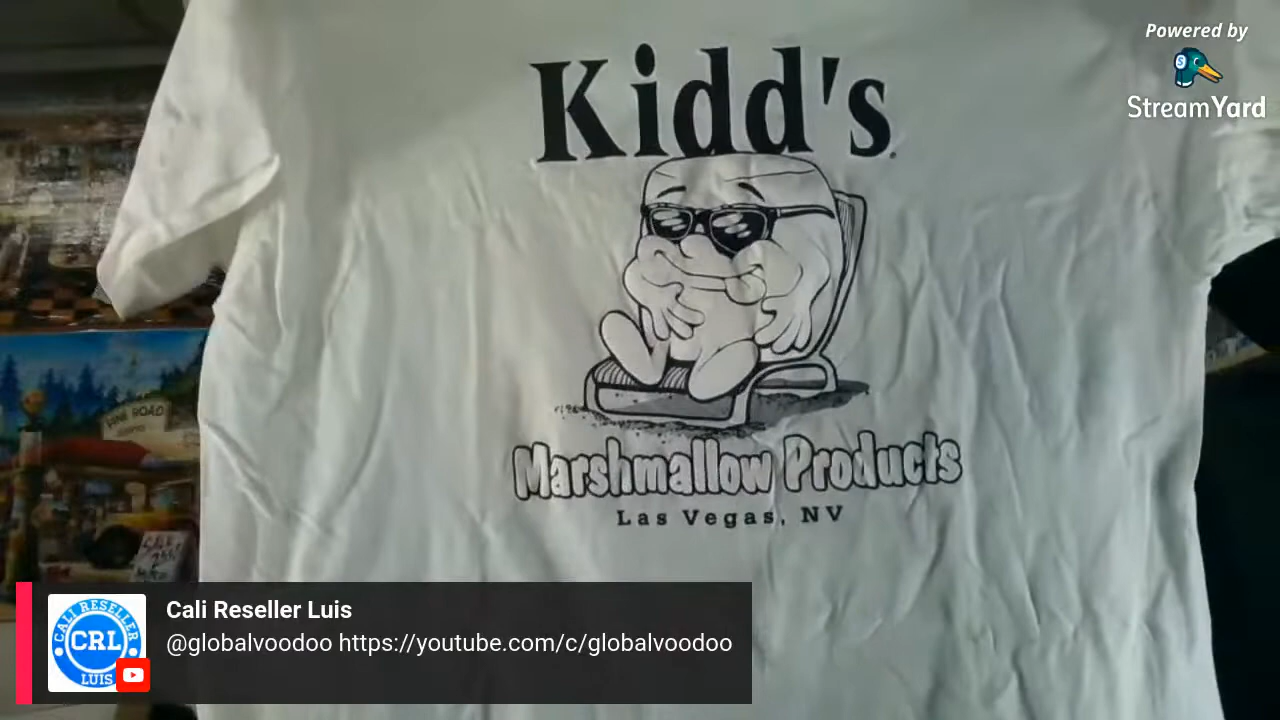 Powered by
StreamYard
Kidd's
Marshmallow Products
Las Vegas, NV
Cali Reseller Luis
@globalvoodoo https://youtube.com/c/globalvoodoo
CALI RESELLER
CRL
LUIS